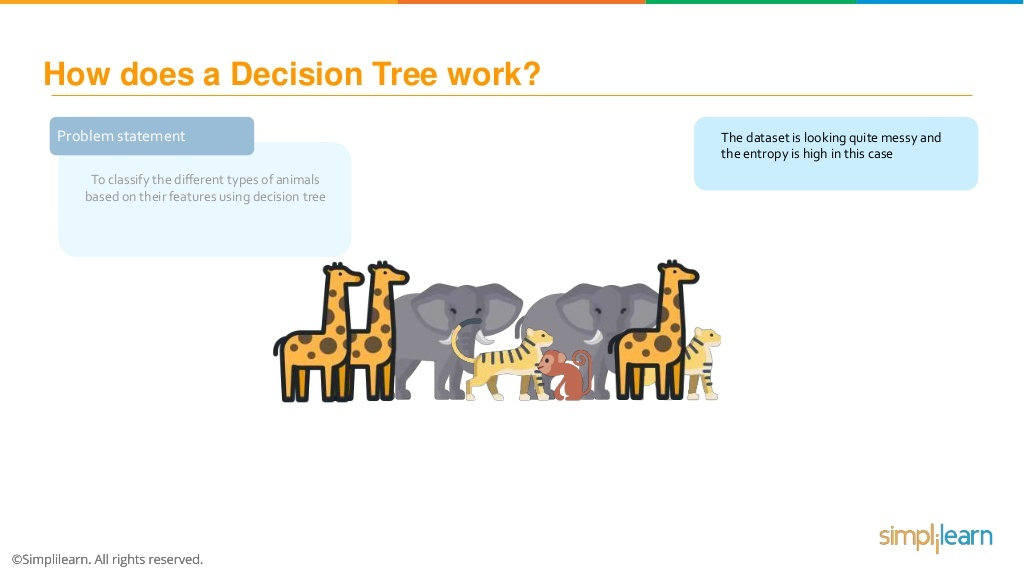 How does a Decision Tree work?
Problem statement
To classify the different types of animals
based on their features using decision tree
The dataset is looking quite messy and
the entropy is high in this case
simplilearn
©Simplilearn. All rights reserved.